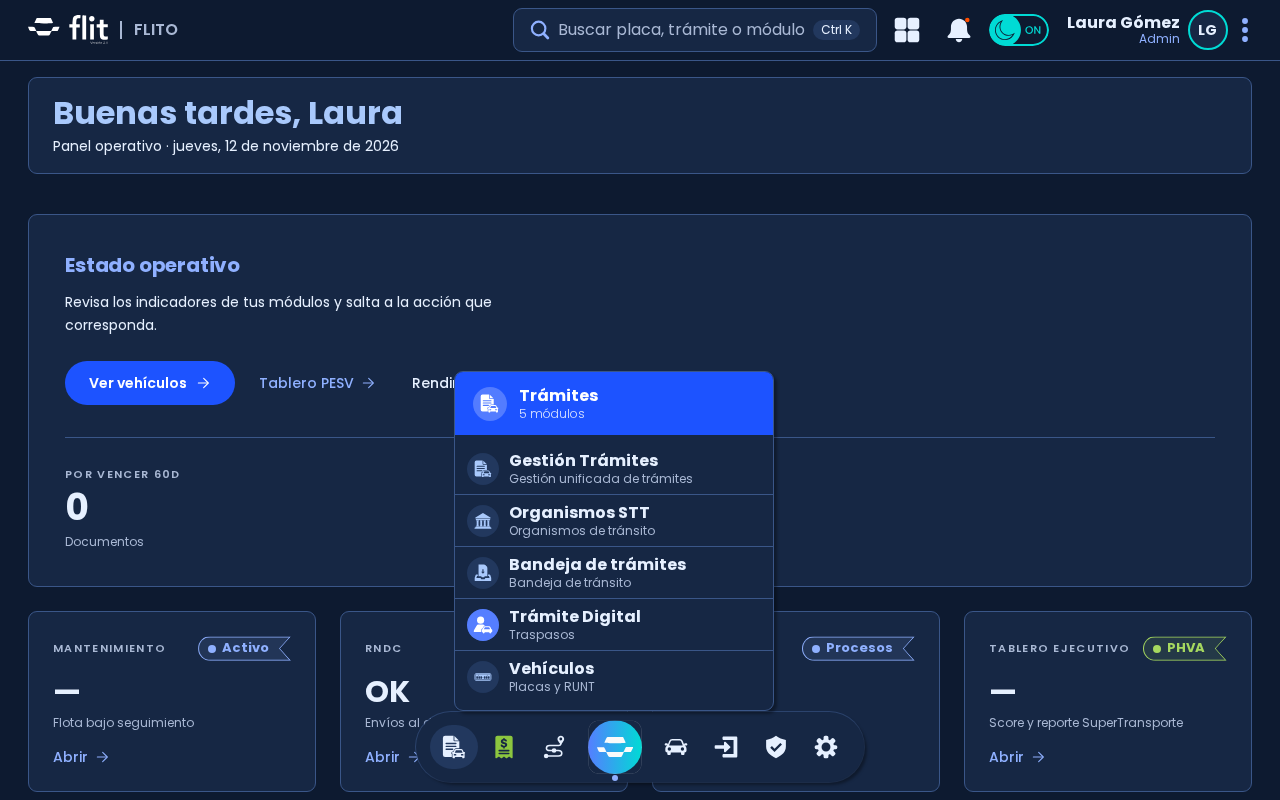 flit
FLITO
Buscar placa, trámite o módulo
Ctrl K
ON
Laura Gómez
Admin
LG
Buenas tardes, Laura
Panel operativo · jueves, 12 de noviembre de 2026
Estado operativo
Revisa los indicadores de tus módulos y salta a la acción que
corresponda.
Ver vehículos
Tablero PESV
POR VENCER 60D
0
Documentos
Trámites
5 módulos
Gestión Trámites
Gestión unificada de trámites
Organismos STT
Organismos de tránsito
Bandeja de trámites
Bandeja de tránsito
Trámite Digital
Traspasos
Vehículos
Placas y RUNT
MANTENIMIENTO
Activo
—
Flota bajo seguimiento
Abrir
RNDC
OK
Envíos al
Abrir
Procesos
TABLERO EJECUTIVO
PHVA
—
Score y reporte SuperTransporte
Abrir